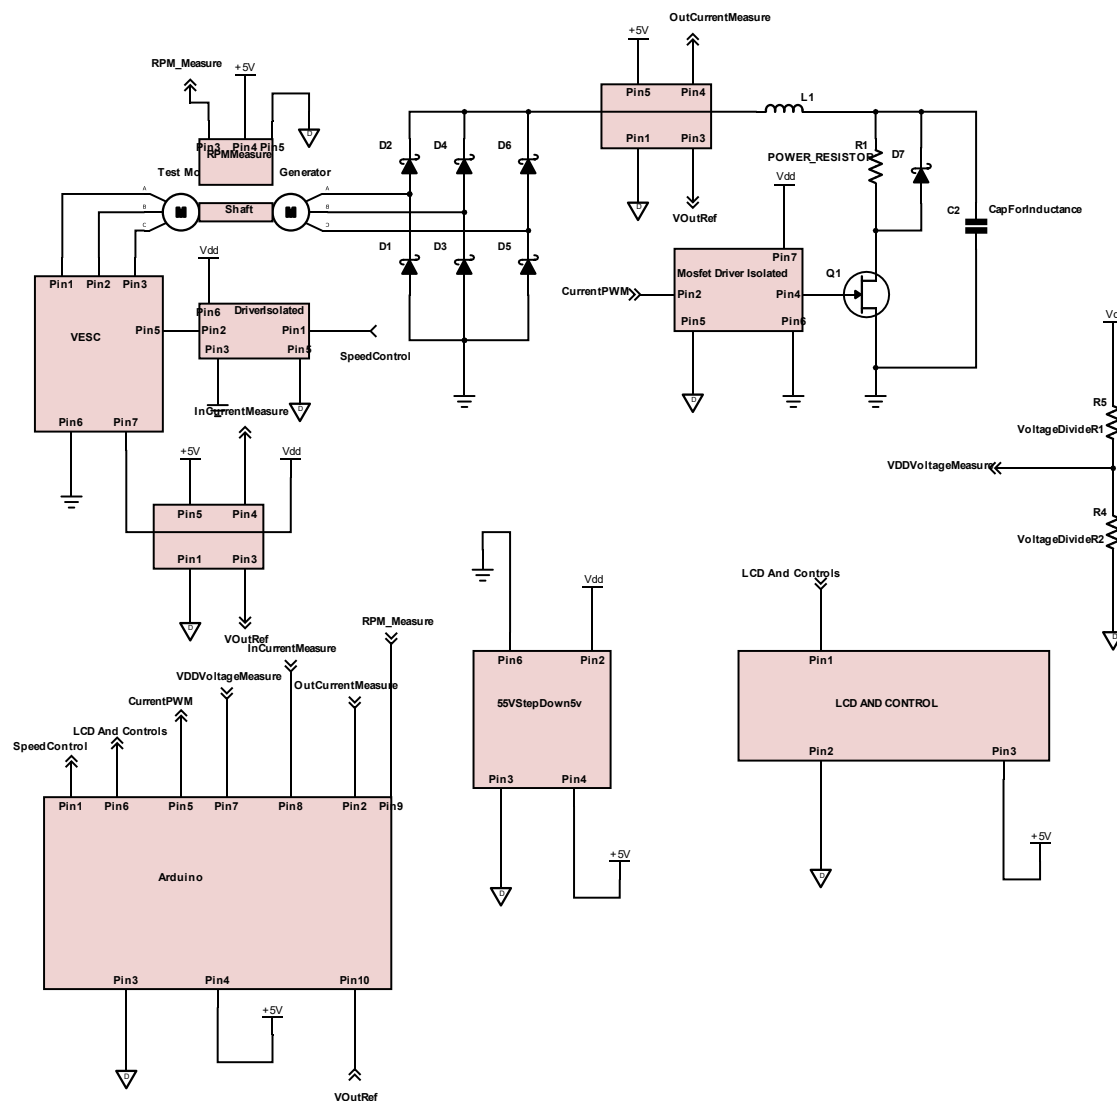 OutCurrentMeasure
+5V
RPM_Measure
+5V
Pin5
Pin4
L1
Pin1
Pin3
VOutRef
D
Pin3
Pin4
Pin5
RPMMeasure
D
D2
D4
D6
R1
POWER_RESISTOR
D7
Test Mo
Generator
Vdd
A
B
C
M
Shaft
M
A
B
C
C2
CapForInductance
D1
D3
D5
Vdd
Pin7
Mosfet Driver Isolated
Q1
CurrentPWM
Pin2
Pin4
Pin5
Pin6
D
Pin1
Pin2
Pin3
VESC
Pin5
Pin6
Pin7
Pin6
DriverIsolated
Pin2
Pin1
Pin3
Pin5
SpeedControl
D
InCurrentMeasure
R5
VoltageDivideR1
VDDVoltageMeasure
R4
VoltageDivideR2
D
+5V
Vdd
Pin5
Pin4
Pin1
Pin3
D
VOutRef
RPM_Measure
InCurrentMeasure
VDDVoltageMeasure
OutCurrentMeasure
CurrentPWM
LCD And Controls
SpeedControl
Pin1
Pin6
Pin5
Pin7
Pin8
Pin2
Pin9
Arduino
Pin3
Pin4
Pin10
+5V
D
VOutRef
Vdd
Pin6
Pin2
55VStepDown5v
Pin3
Pin4
+5V
D
LCD And Controls
Pin1
LCD AND CONTROL
Pin2
Pin3
+5V
D